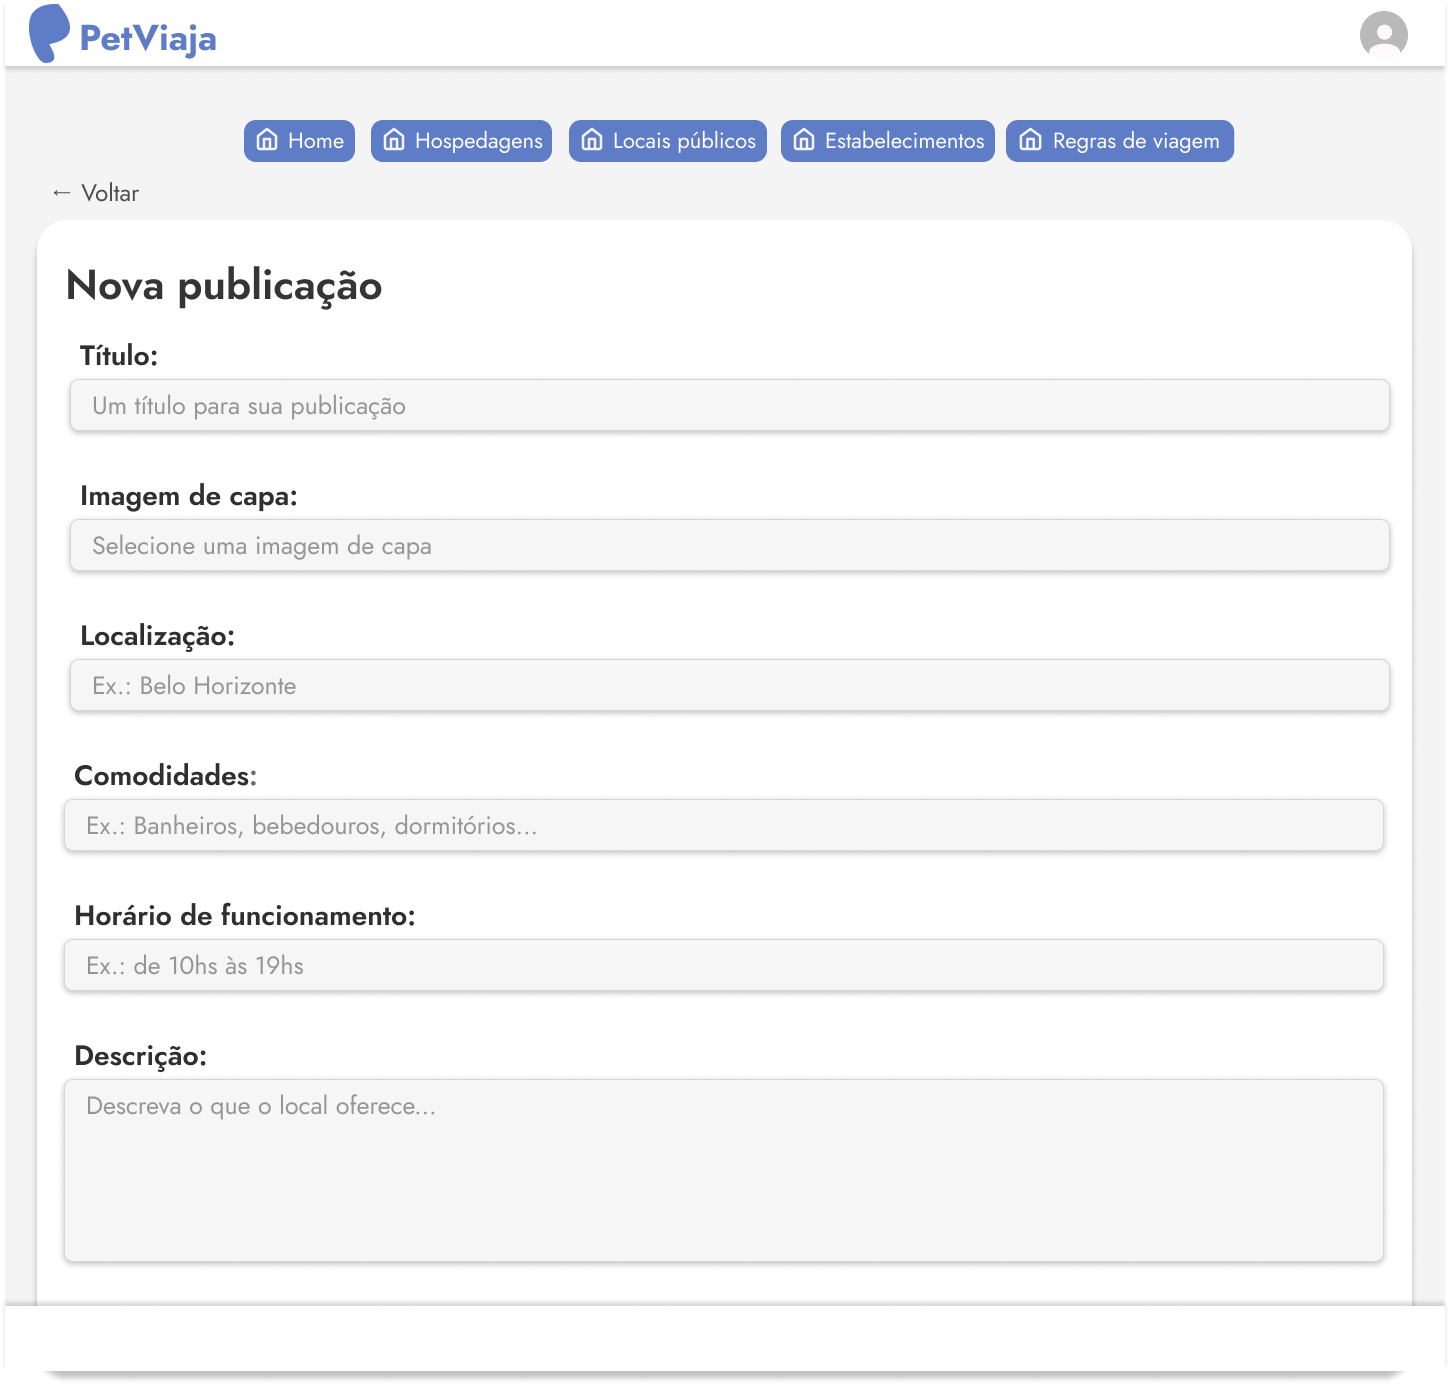 PetViaja
Home Hospedagens Locais públicos Estabelecimentos Regras de viagem
← Voltar
Nova publicação
Título:
Um título para sua publicação
Imagem de capa:
Selecione uma imagem de capa
Localização:
Ex.: Belo Horizonte
Comodidades:
Ex.: Banheiros, bebedouros, dormitórios...
Horário de funcionamento:
Ex.: de 10hs às 19hs
Descrição:
Descreva o que o local oferece...